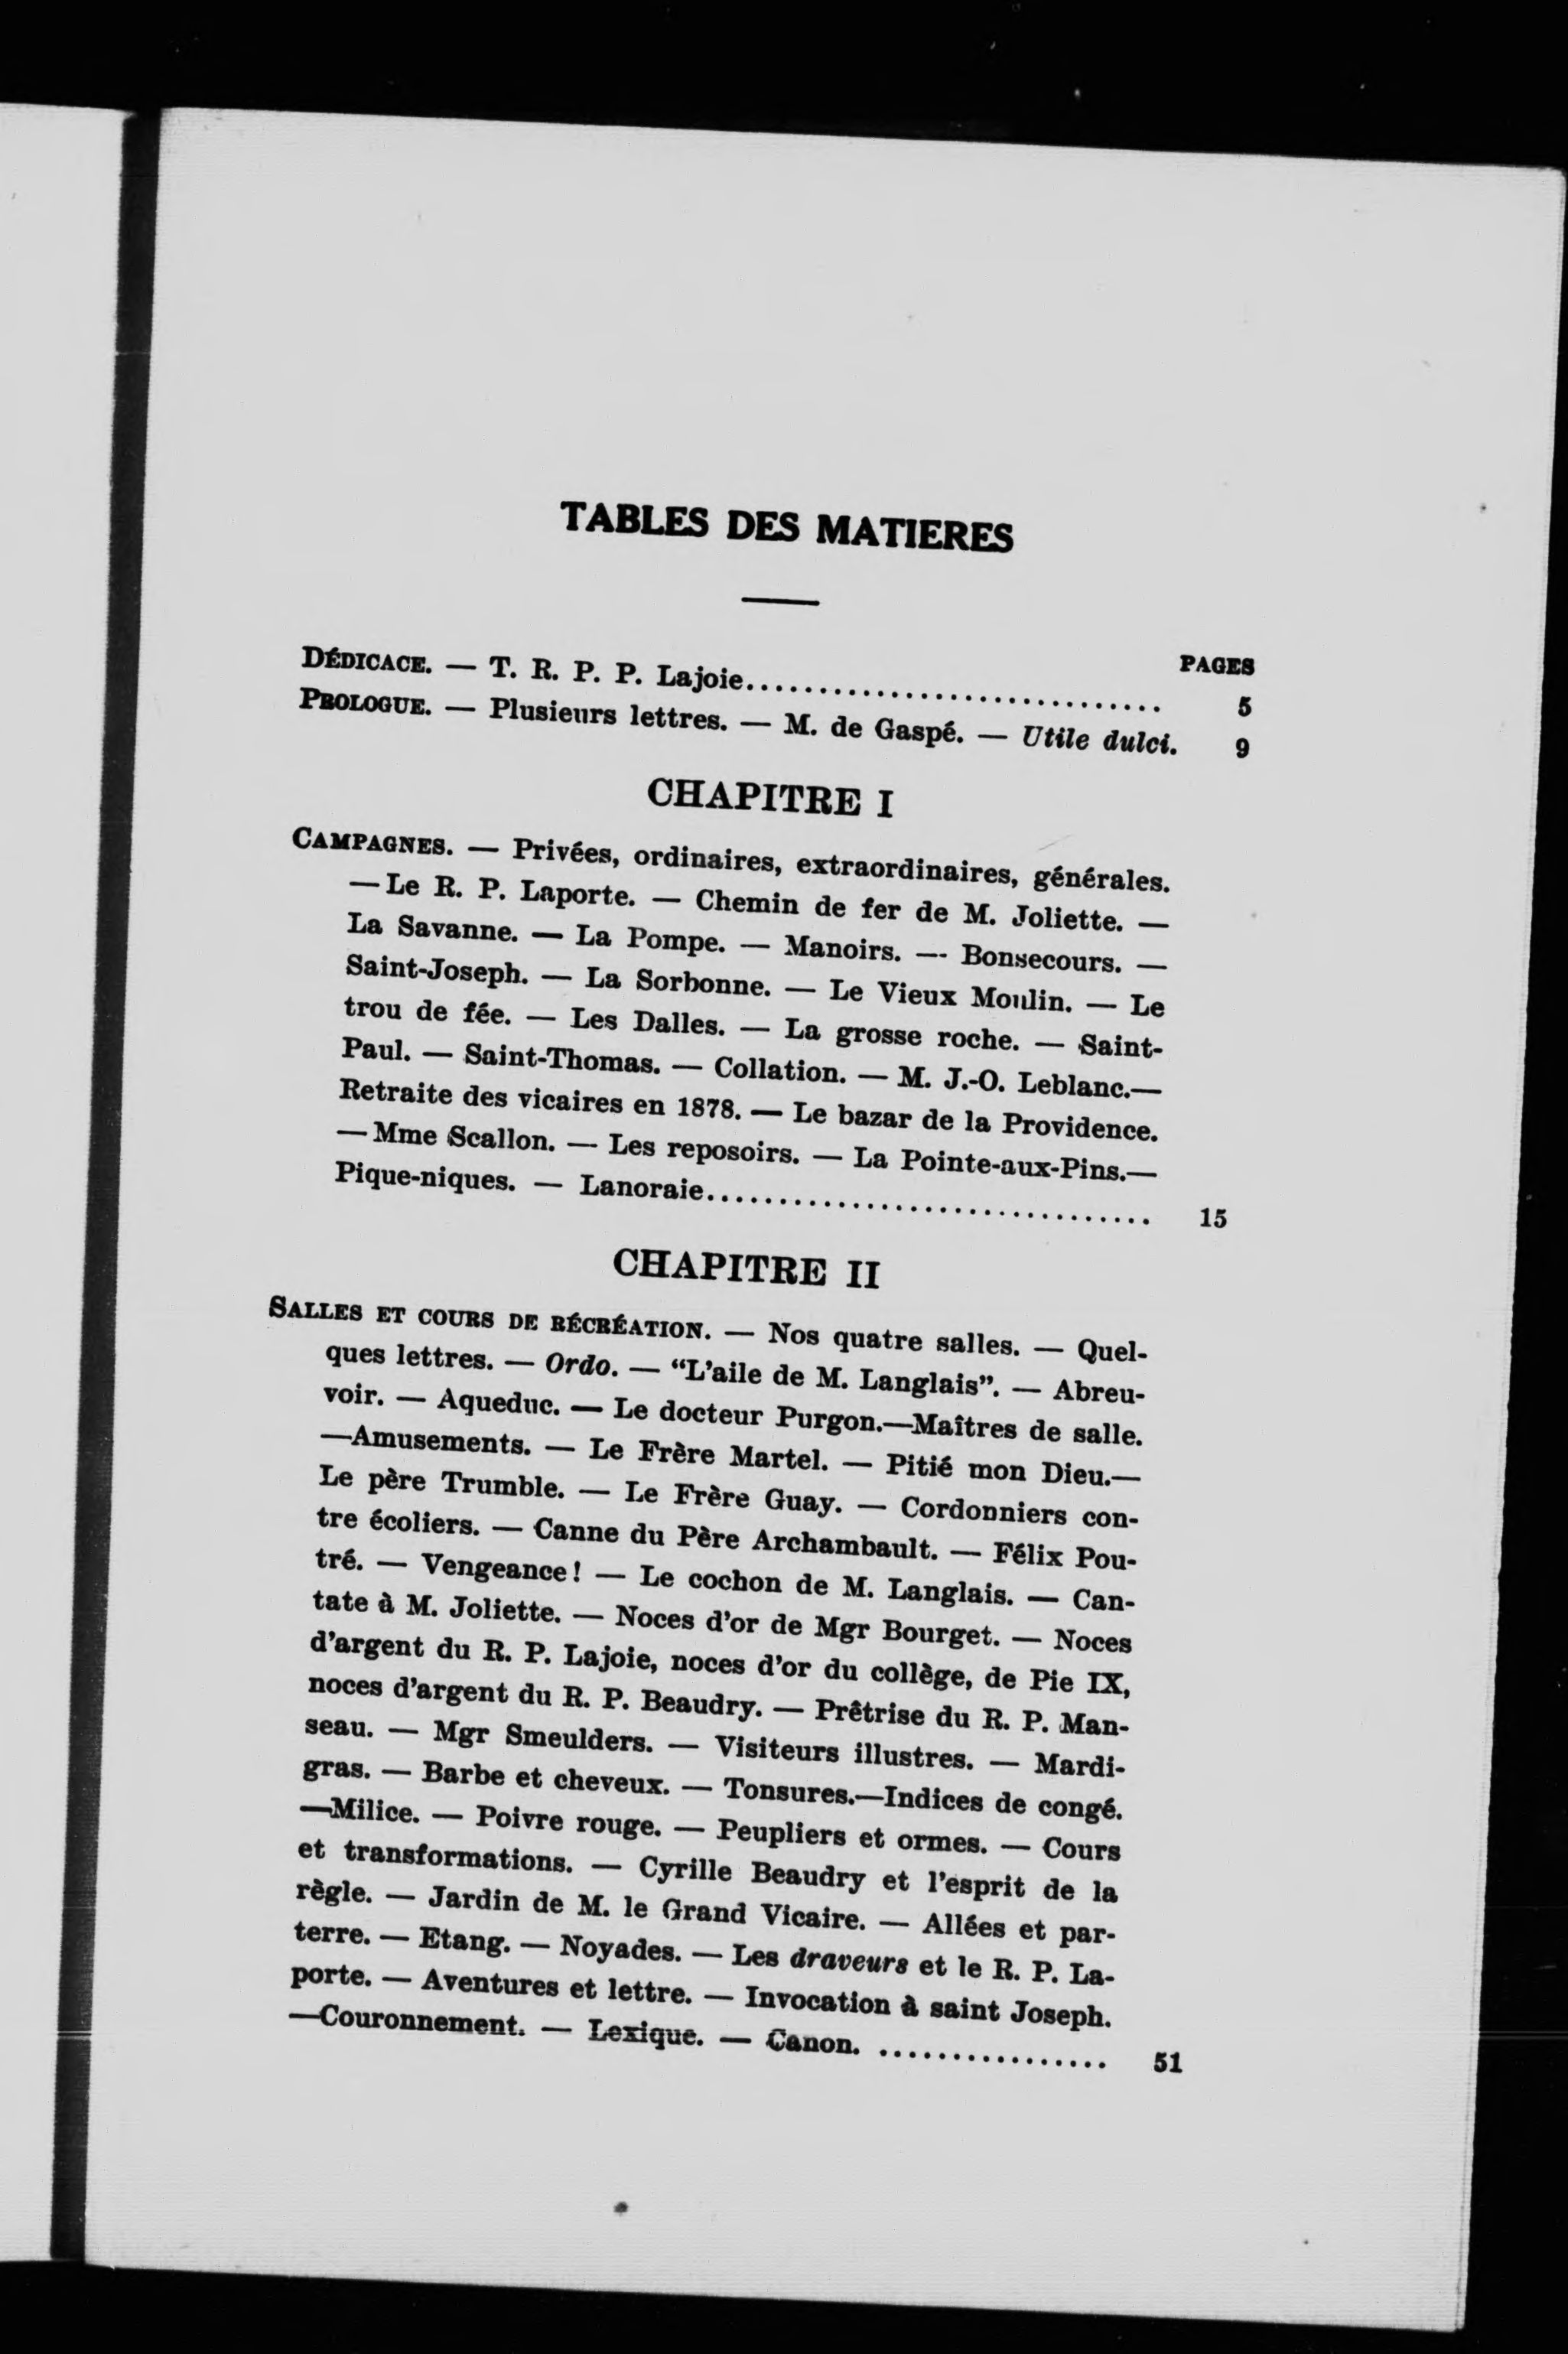 TABLES DES MATIERES
PAGES
DÉDICACE. — T. R. P. P. Lajoie............................. 5
PROLOGUE. — Plusieurs lettres. — M. de Gaspé. — Utile dulci. 9
CHAPITRE I
CAMPAGNES. — Privées, ordinaires, extraordinaires, générales.
—Le R. P. Laporte. — Chemin de fer de M. Joliette. —
La Savanne. — La Pompe. — Manoirs. — Bonsecours. —
Saint-Joseph. — La Sorbonne. — Le Vieux Moulin. — Le
trou de fée. — Les Dalles. — La grosse roche. — Saint-
Paul. — Saint-Thomas. — Collation. — M. J.-O. Leblanc.—
Retraite des vicaires en 1878. — Le bazar de la Providence.
—Mme Scallon. — Les reposoirs. — La Pointe-aux-Pins.—
Pique-niques. — Lanoraie............................... 15
CHAPITRE II
SALLES ET COURS DE RÉCRÉATION. — Nos quatre salles. — Quel-
ques lettres. — Ordo. — “L’aile de M. Langlais”. — Abreu-
voir. — Aqueduc. — Le docteur Purgon.—Maîtres de salle.
—Amusements. — Le Frère Martel. — Pitié mon Dieu.—
Le père Trumble. — Le Frère Guay. — Cordonniers con-
tre écoliers. — Canne du Père Archambault. — Félix Pou-
tré. — Vengeance! — Le cochon de M. Langlais. — Can-
tate à M. Joliette. — Noces d’or de Mgr Bourget. — Noces
d’argent du R. P. Lajoie, noces d’or du collège, de Pie IX,
noces d’argent du R. P. Beaudry. — Prêtrise du R. P. Man-
seau. — Mgr Smeulders. — Visiteurs illustres. — Mardi-
gras. — Barbe et cheveux. — Tonsures.—Indices de congé.
—Milice. — Poivre rouge. — Peupliers et ormes. — Cours
et transformations. — Cyrille Beaudry et l’esprit de la
règle. — Jardin de M. le Grand Vicaire. — Allées et par-
terre. — Etang. — Noyades. — Les draveurs et le R. P. La-
porte. — Aventures et lettre. — Invocation à saint Joseph.
—Couronnement. — Lexique. — Canon. ................ 51